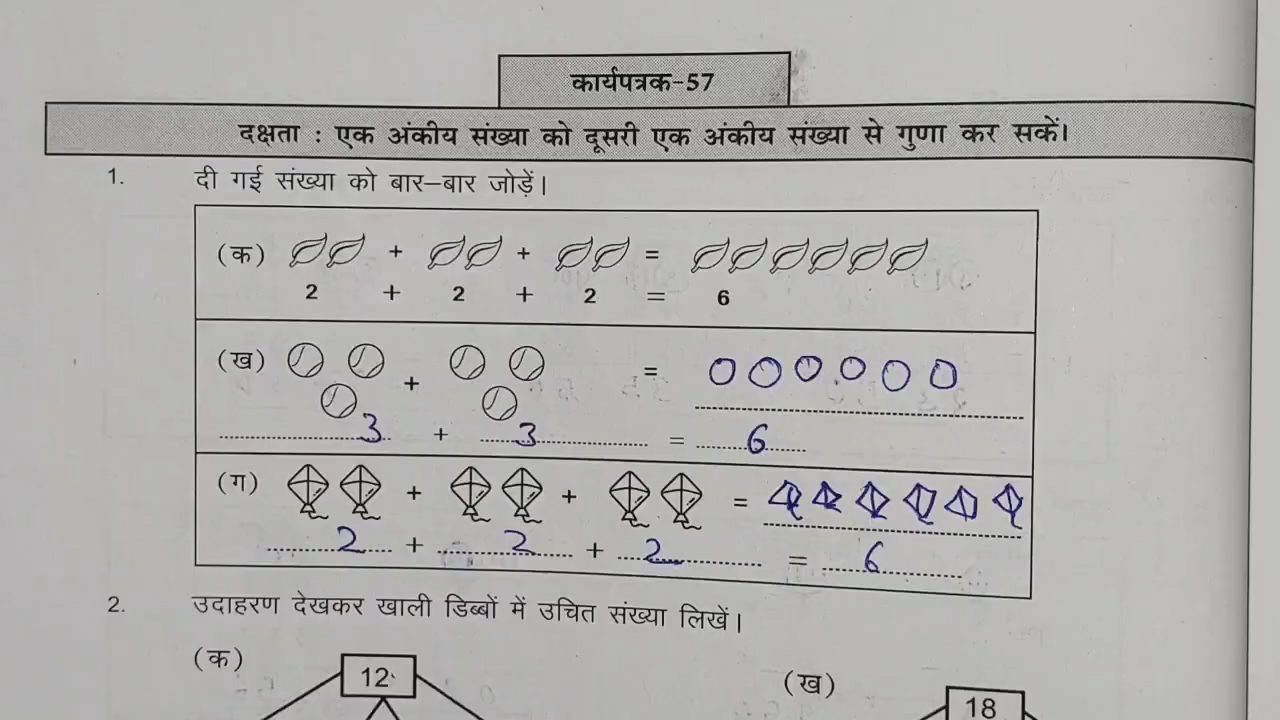 कार्यपत्रक–57
दक्षता : एक अंकीय संख्या को दूसरी एक अंकीय संख्या से गुणा कर सकें।
1. दी गई संख्या को बार–बार जोड़ें।
(क) + + =
2 + 2 + 2 = 6
(ख) + =
3 + 3 = 6
(ग) + + =
2 + 2 + 2 = 6
2. उदाहरण देखकर खाली डिब्बों में उचित संख्या लिखें।
(क) 12 (ख) 18